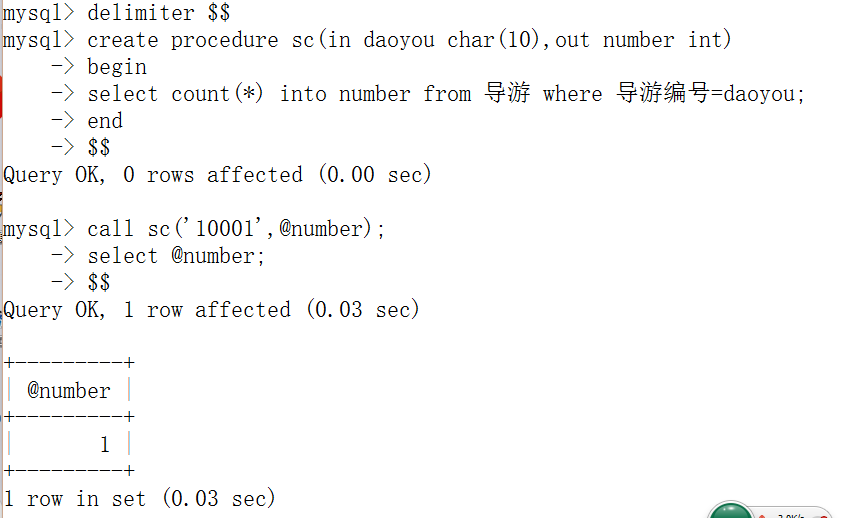 mysql> delimiter $$
mysql> create procedure sc(in daoyou char(10),out number int)
    -> begin
    -> select count(*) into number from 导游 where 导游编号=daoyou;
    -> end
    -> $$
Query OK, 0 rows affected (0.00 sec)
mysql> call sc('10001',@number);
    -> select @number;
    -> $$
Query OK, 1 row affected (0.03 sec)
+---------+
| @number |
+---------+
|       1 |
+---------+
1 row in set (0.03 sec)